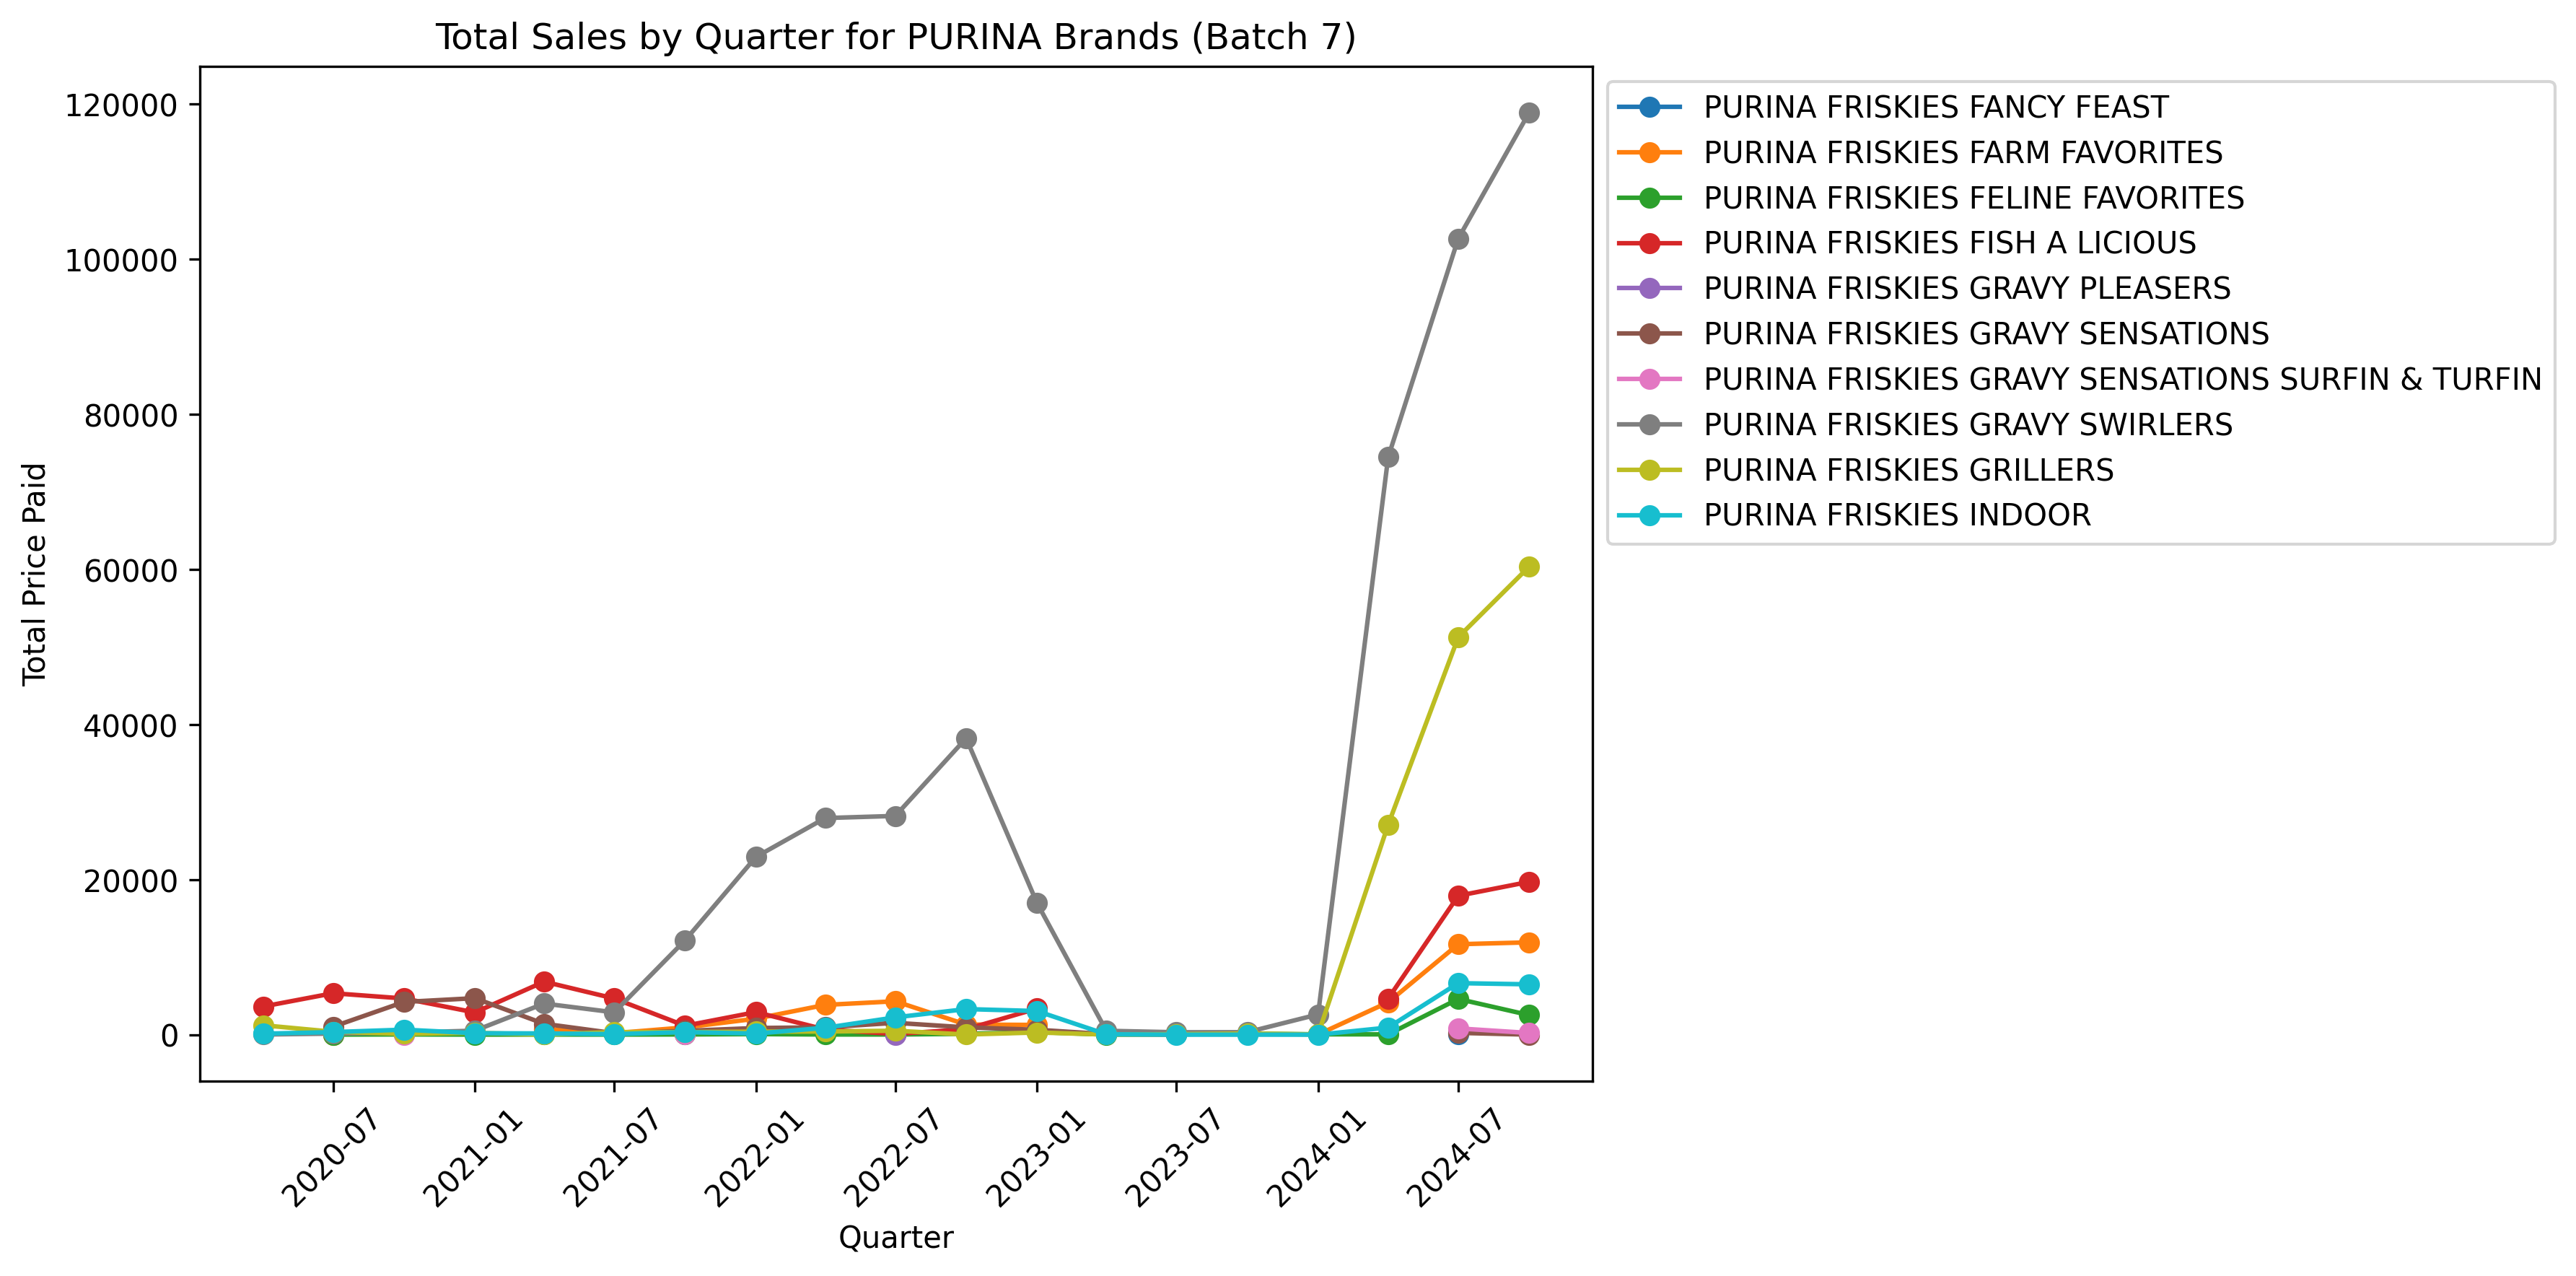 Total Sales by Quarter for PURINA Brands (Batch 7)
120000
100000
80000
60000
40000
20000
0
Total Price Paid
2020-07
2021-01
2021-07
2022-01
2022-07
2023-01
2023-07
2024-01
2024-07
Quarter
PURINA FRISKIES FANCY FEAST
PURINA FRISKIES FARM FAVORITES
PURINA FRISKIES FELINE FAVORITES
PURINA FRISKIES FISH A LICIOUS
PURINA FRISKIES GRAVY PLEASERS
PURINA FRISKIES GRAVY SENSATIONS
PURINA FRISKIES GRAVY SENSATIONS SURFIN & TURFIN
PURINA FRISKIES GRAVY SWIRLERS
PURINA FRISKIES GRILLERS
PURINA FRISKIES INDOOR